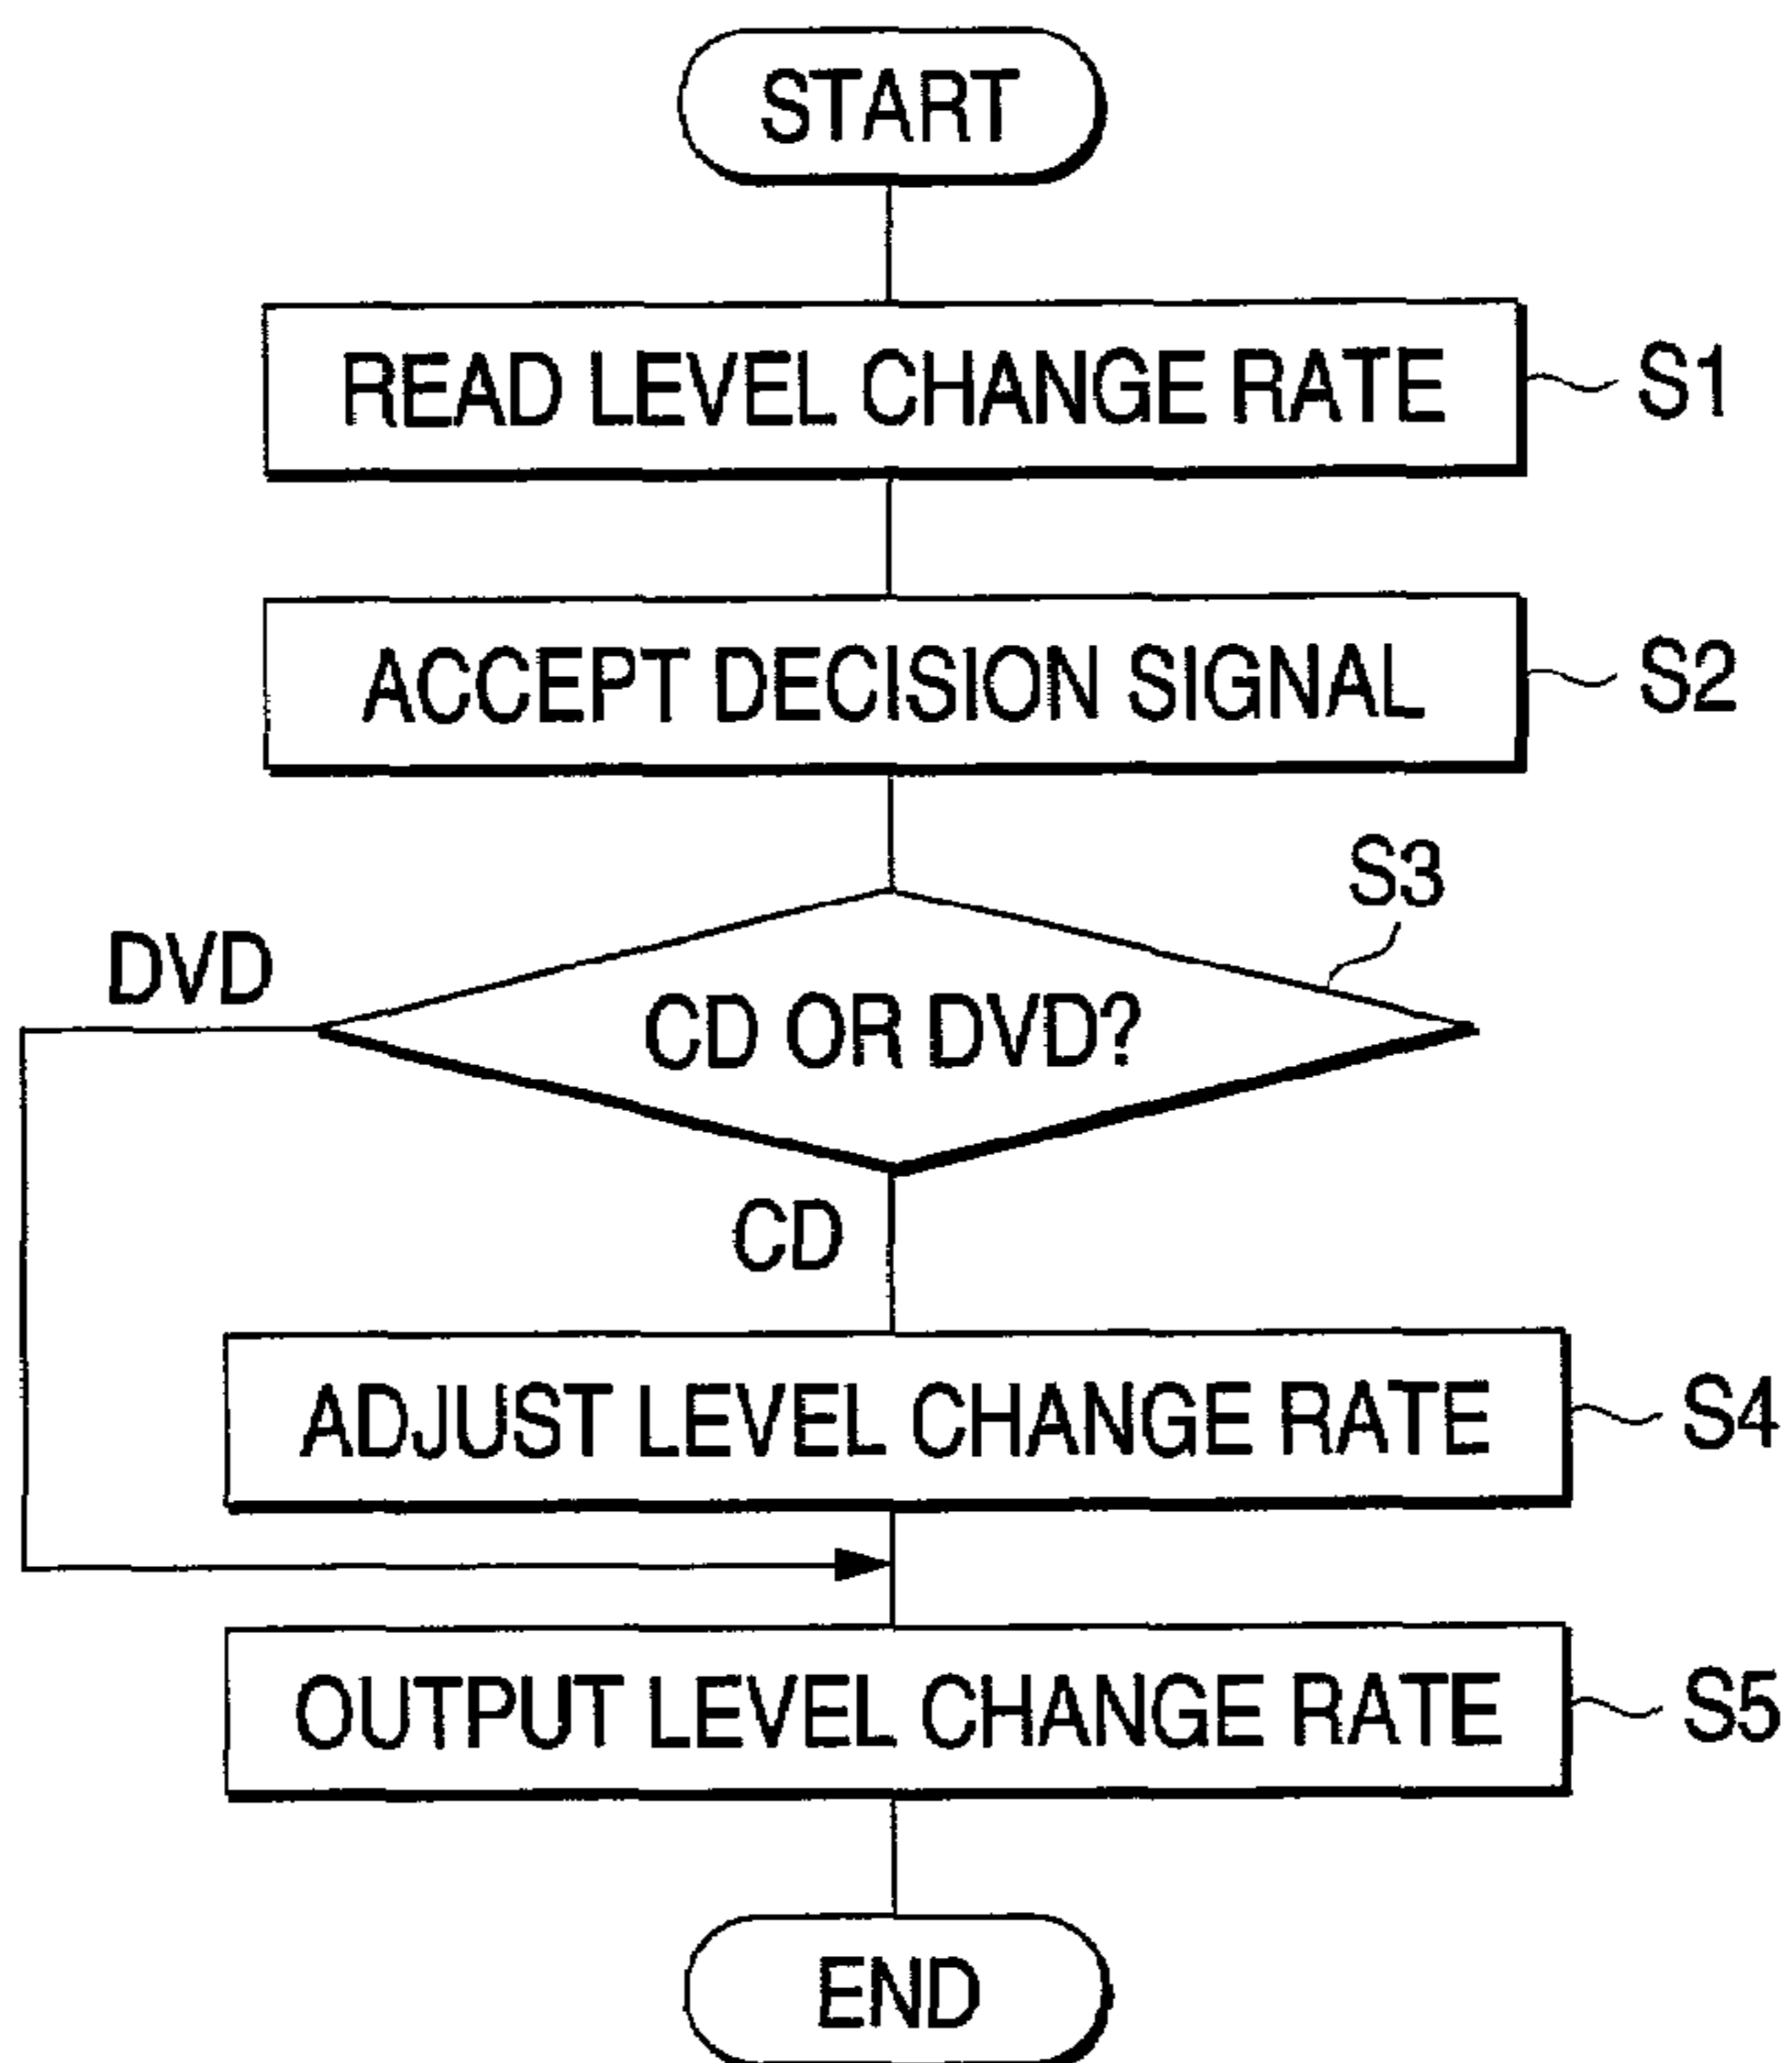 START
READ LEVEL CHANGE RATE
S1
ACCEPT DECISION SIGNAL
S2
S3
DVD
CD OR DVD?
CD
ADJUST LEVEL CHANGE RATE
S4
OUTPUT LEVEL CHANGE RATE
S5
END